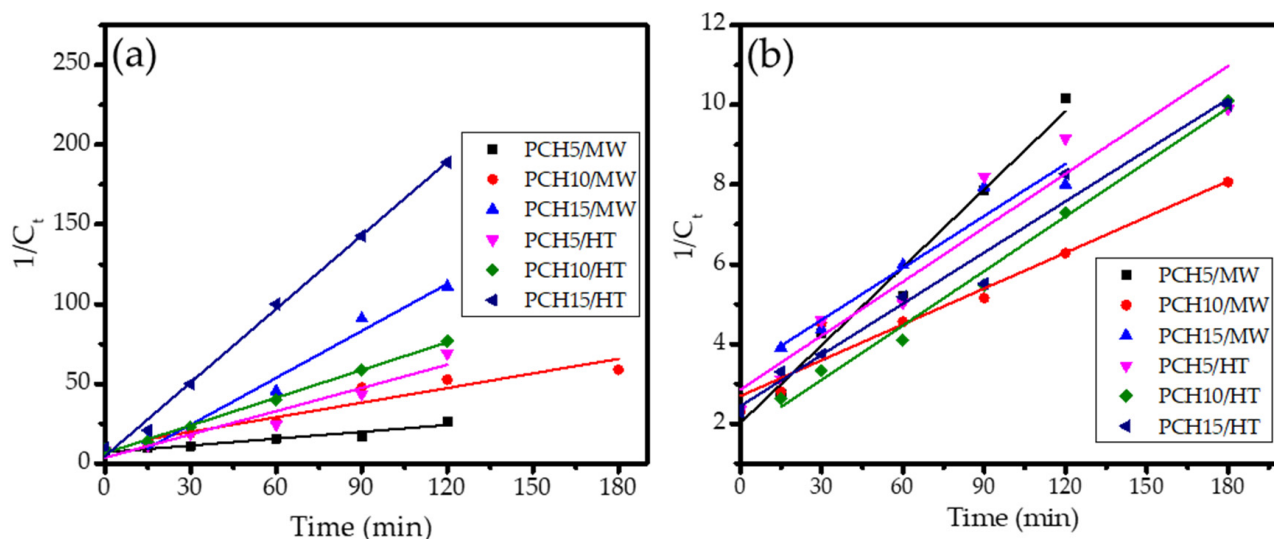 (a)
250
200
150
100
50
0
1/Ct
0 30 60 90 120 150 180
Time (min)
PCH5/MW
PCH10/MW
PCH15/MW
PCH5/HT
PCH10/HT
PCH15/HT
(b)
12
10
8
6
4
2
1/Ct
0 30 60 90 120 150 180
Time (min)
PCH5/MW
PCH10/MW
PCH15/MW
PCH5/HT
PCH10/HT
PCH15/HT